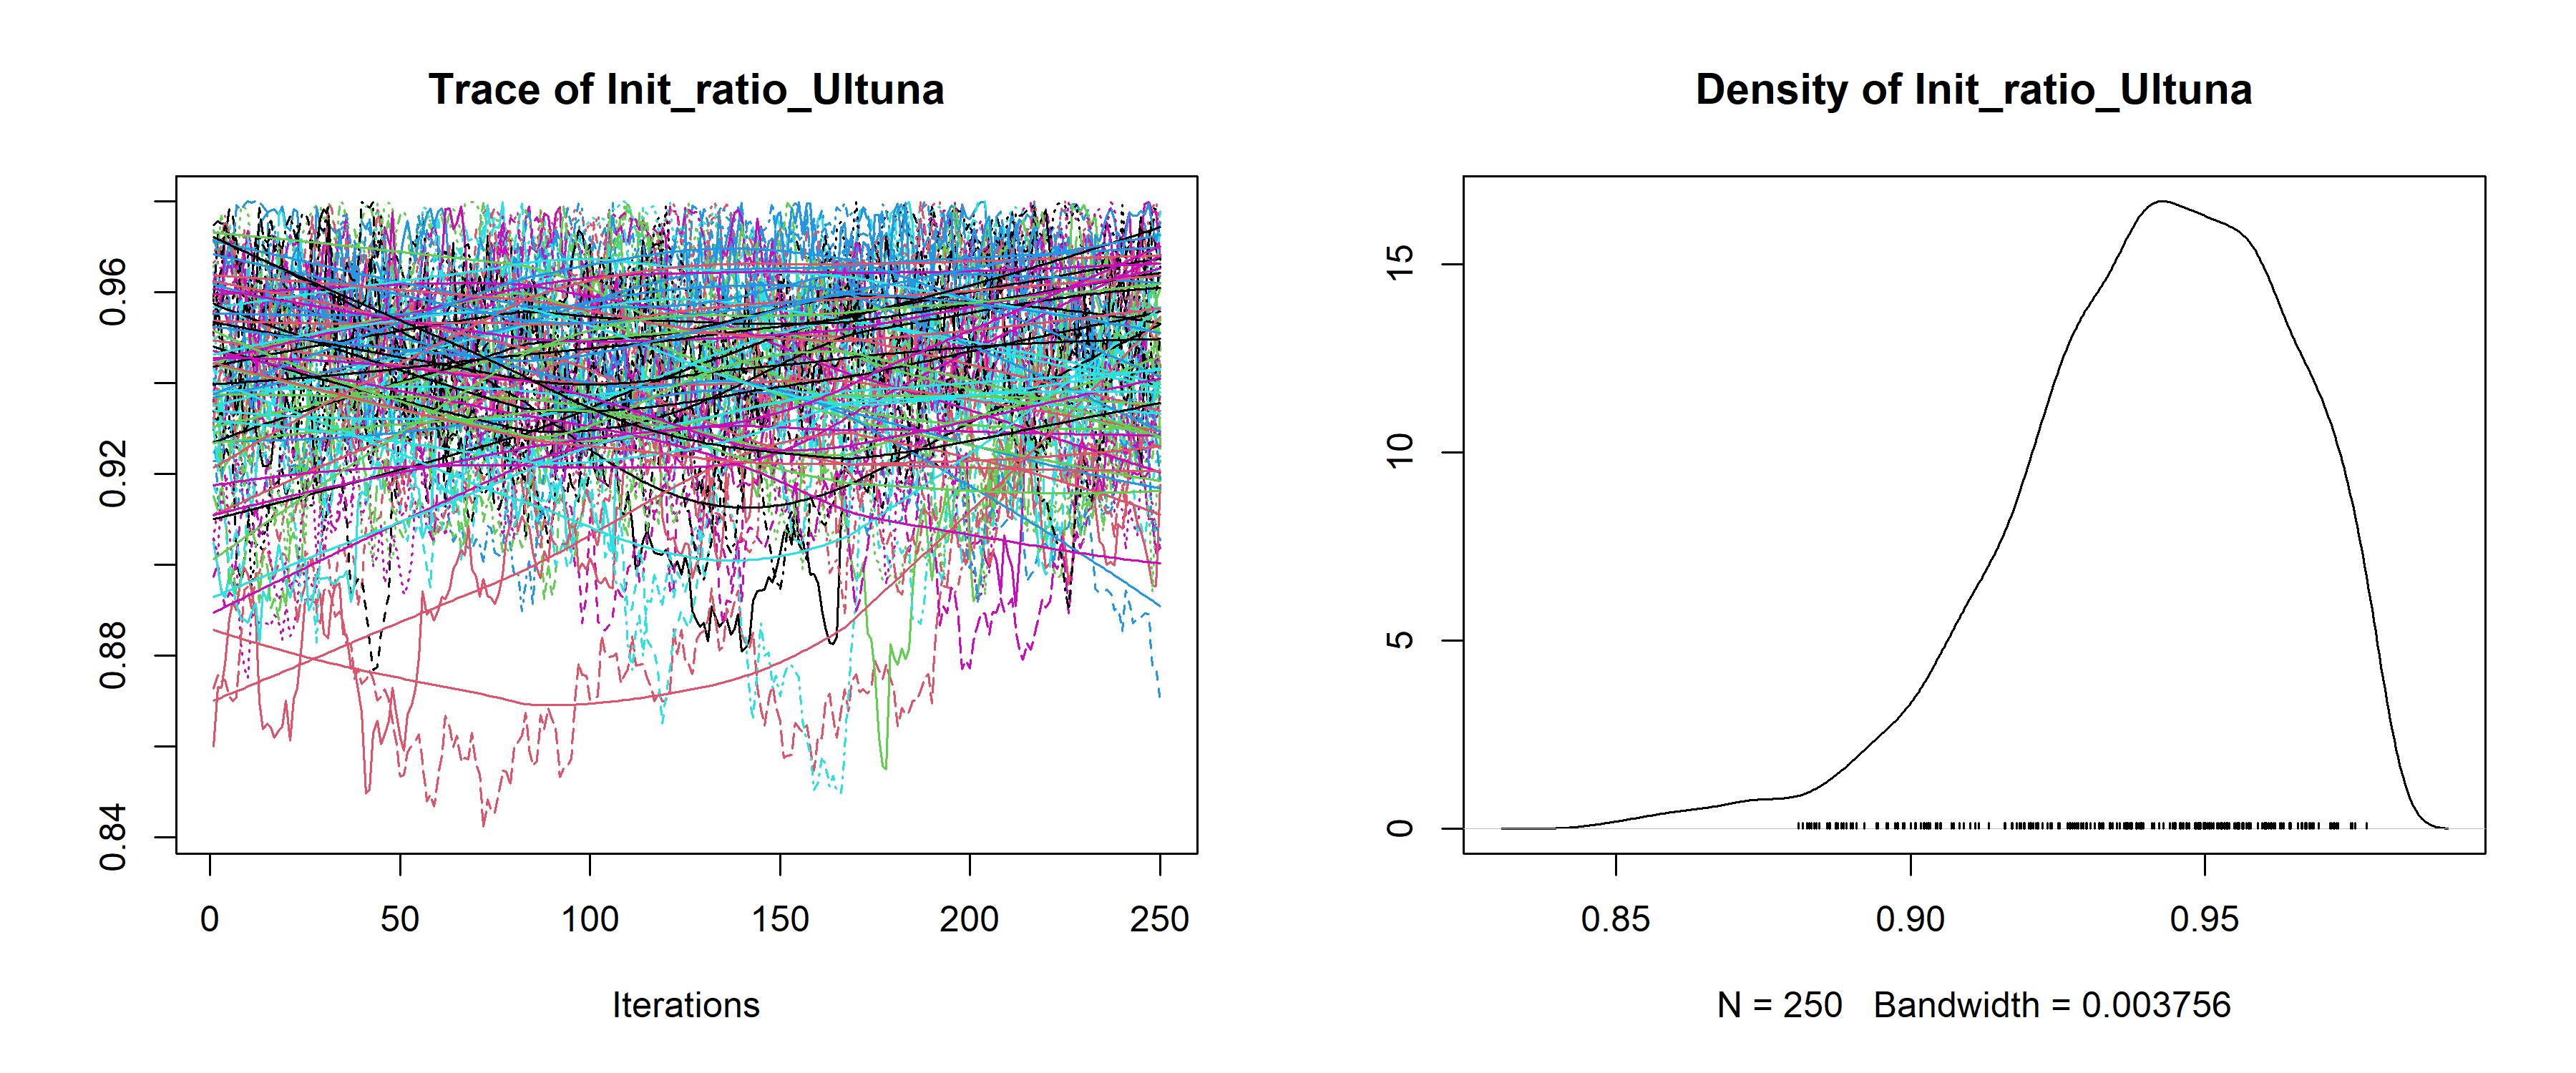 Trace of Init_ratio_Ultuna
0.96
0.92
0.88
0.84
0 50 100 150 200 250
Iterations
Density of Init_ratio_Ultuna
15
10
5
0
0.85 0.90 0.95
N = 250 Bandwidth = 0.003756